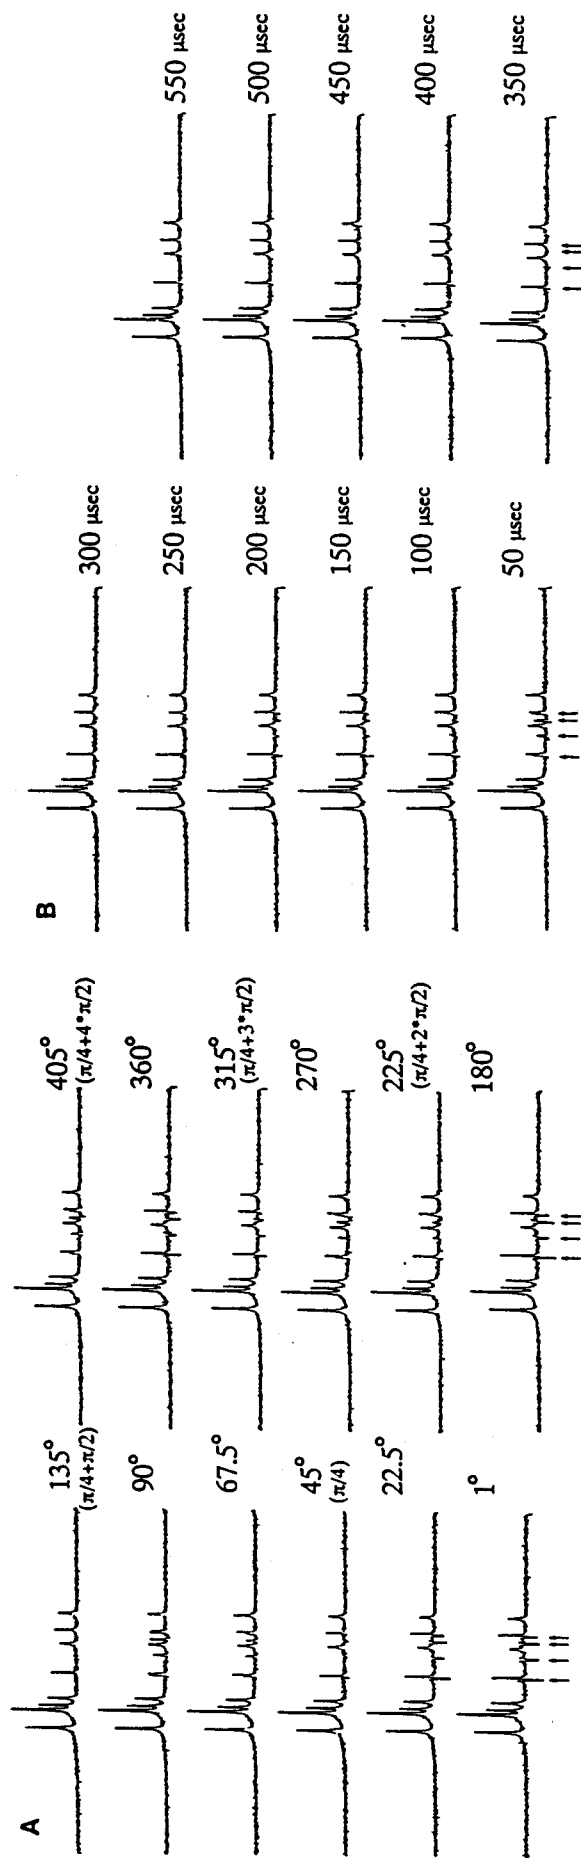 A
135°
(π/4+π/2)
90°
67.5°
45°
(π/4)
22.5°
1°
405°
(π/4+4*π/2)
360°
315°
(π/4+3*π/2)
270°
225°
(π/4+2*π/2)
180°
B
300 μsec
250 μsec
200 μsec
150 μsec
100 μsec
50 μsec
550 μsec
500 μsec
450 μsec
400 μsec
350 μsec